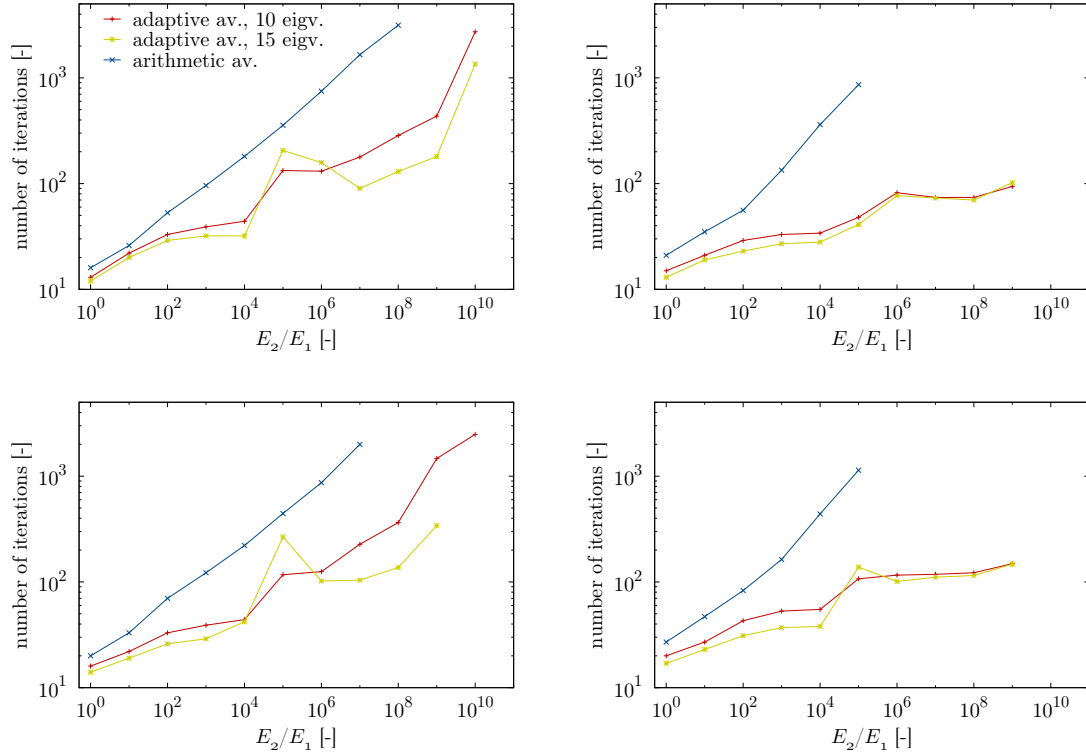 adaptive av., 10 eigv.
adaptive av., 15 eigv.
arithmetic av.
number of iterations [-]
10^3
10^2
10^1
10^0 10^2 10^4 10^6 10^8 10^10
E_2/E_1 [-]
number of iterations [-]
10^3
10^2
10^1
10^0 10^2 10^4 10^6 10^8 10^10
E_2/E_1 [-]
number of iterations [-]
10^3
10^2
10^1
10^0 10^2 10^4 10^6 10^8 10^10
E_2/E_1 [-]
number of iterations [-]
10^3
10^2
10^1
10^0 10^2 10^4 10^6 10^8 10^10
E_2/E_1 [-]